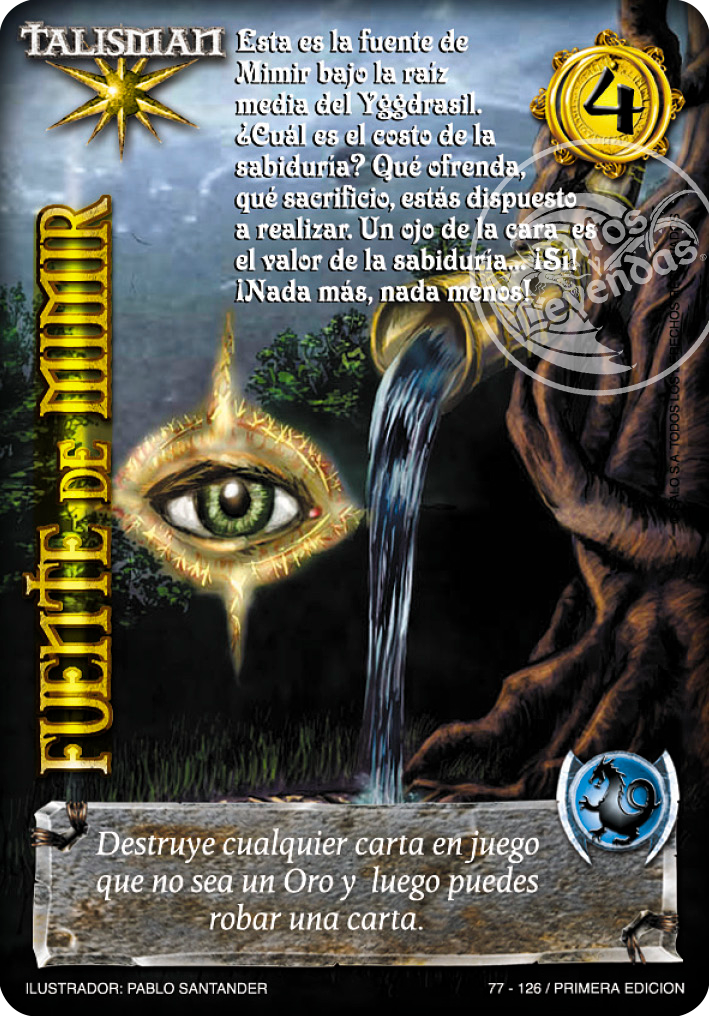 TALISMAN
4
Esta es la fuente de
Mimir bajo la raíz
media del Yggdrasil.
¿Cuál es el costo de la
sabiduría? Qué ofrenda,
qué sacrificio, estás dispuesto
a realizar. Un ojo de la cara es
el valor de la sabiduría... ¡Sí!
¡Nada más, nada menos!
Leyendas
FUENTE DE MIMIR
Destruye cualquier carta en juego
que no sea un Oro y luego puedes
robar una carta.
ILUSTRADOR: PABLO SANTANDER
77 - 126 / PRIMERA EDICION